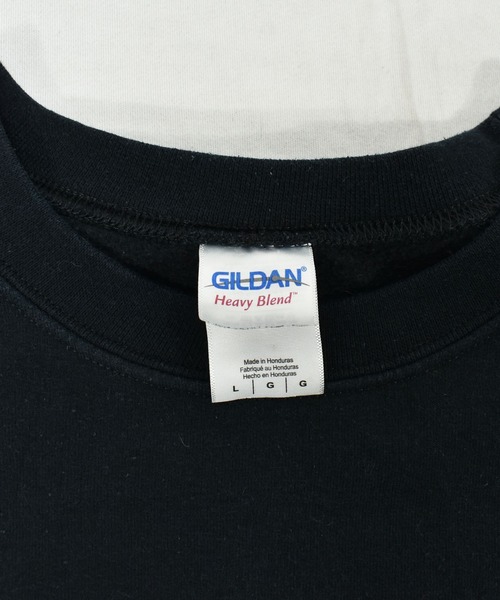 GILDAN®
Heavy Blend™
Made in Honduras
Fabriqué au Honduras
Hecho en Honduras
L | G | G